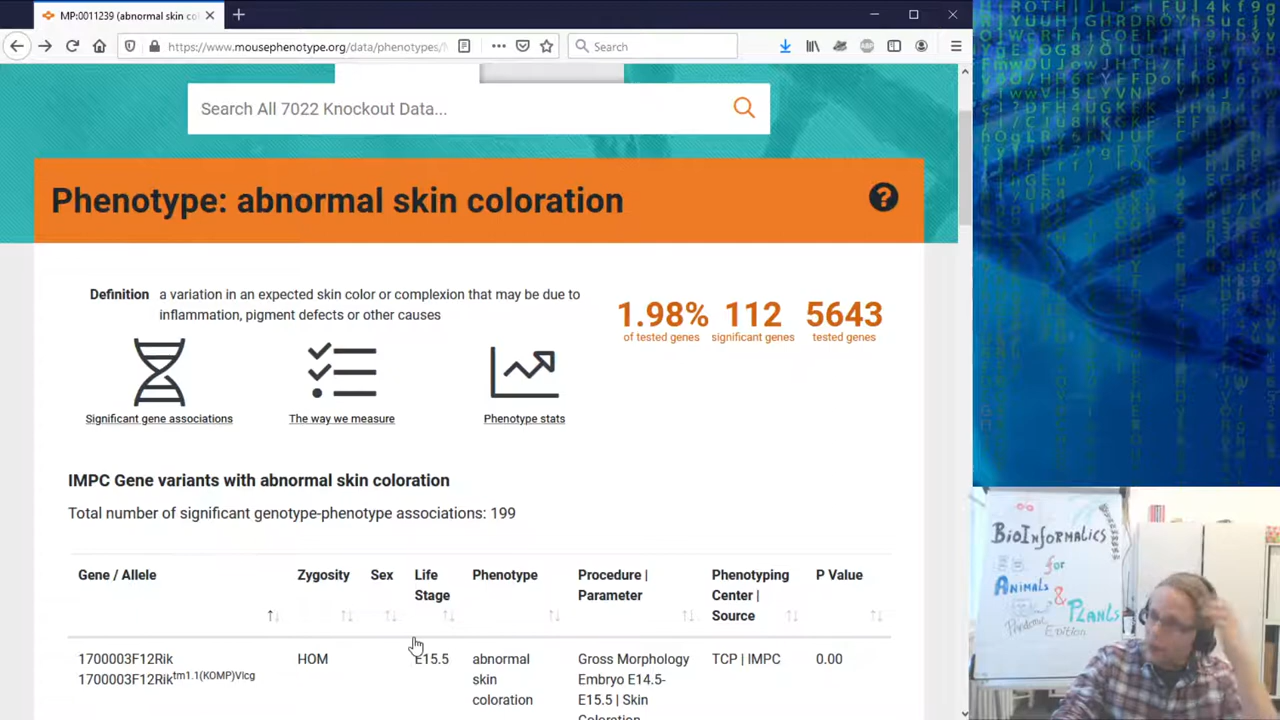 MP:0011239 (abnormal skin co
https://www.mousephenotype.org/data/phenotypes/
Search
Search All 7022 Knockout Data...
Phenotype: abnormal skin coloration
Definition a variation in an expected skin color or complexion that may be due to
inflammation, pigment defects or other causes
1.98% 112 5643
of tested genes significant genes tested genes
Significant gene associations The way we measure Phenotype stats
IMPC Gene variants with abnormal skin coloration
Total number of significant genotype-phenotype associations: 199
Gene / Allele Zygosity Sex Life Stage Phenotype Procedure | Parameter Phenotyping Center | Source P Value
1700003F12Rik HOM E15.5 abnormal Gross Morphology TCP | IMPC 0.00
1700003F12Riktm1.1(KOMP)Vlcg skin Embryo E14.5-
coloration E15.5 | Skin
Coloration
BioInformatics
for
Animals
& Plants
Pandemic
Edition